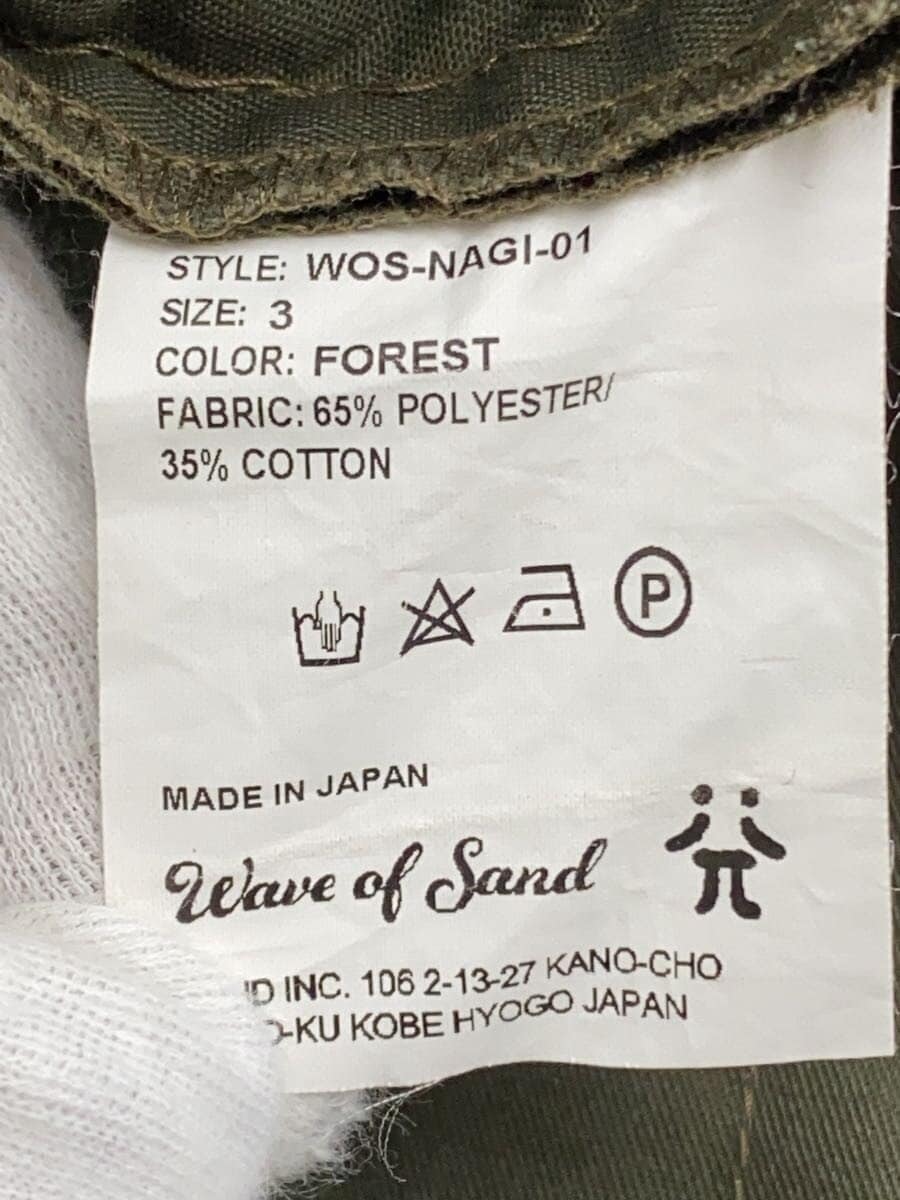 STYLE: WOS-NAGI-01
SIZE: 3
COLOR: FOREST
FABRIC: 65% POLYESTER/
35% COTTON
P
MADE IN JAPAN
Wave of Sand
INC. 106 2-13-27 KANO-CHO
-KU KOBE HYOGO JAPAN